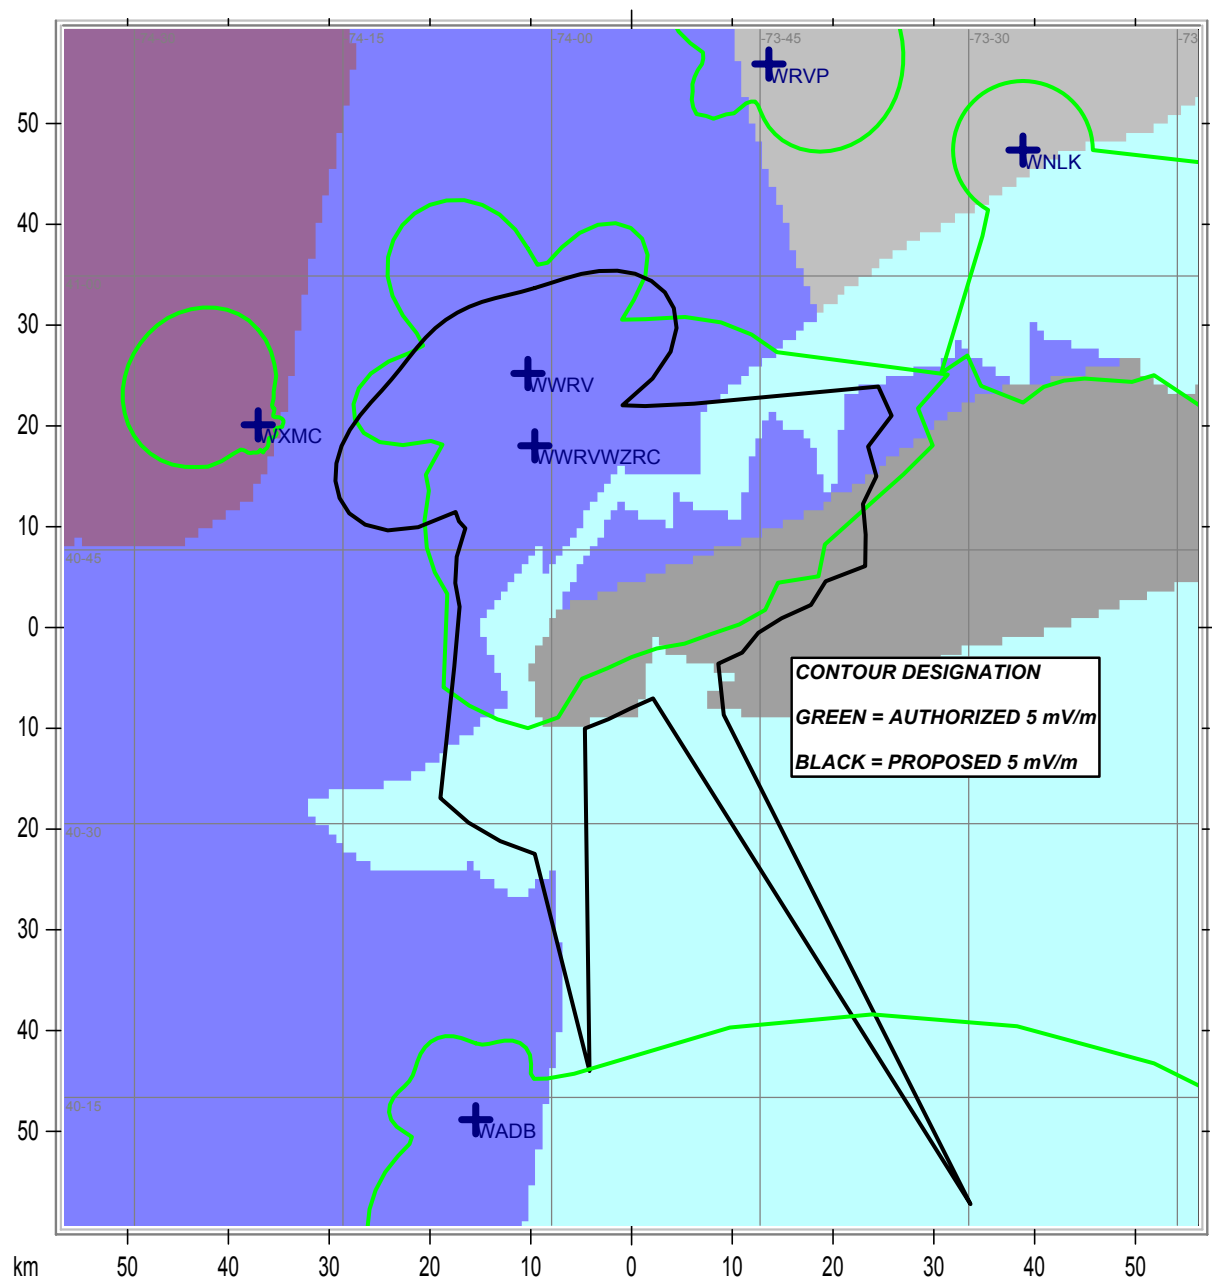 -74-30 -74-15 -74-00 -73-45 -73-30 -73
WRVP
50
WNLK
40
30
WWRV
20
WXMC
WWRVWZRC
10
40-45
0
CONTOUR DESIGNATION
GREEN = AUTHORIZED 5 mV/m
BLACK = PROPOSED 5 mV/m
10
20
40-30
30
40
40-15
50
WADB
km 50 40 30 20 10 0 10 20 30 40 50